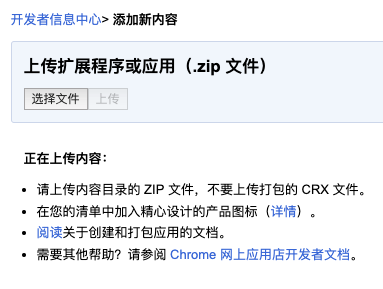 开发者信息中心> 添加新内容
上传扩展程序或应用（.zip 文件）
选择文件 上传
正在上传内容：
请上传内容目录的 ZIP 文件，不要上传打包的 CRX 文件。
在您的清单中加入精心设计的产品图标（详情）。
阅读关于创建和打包应用的文档。
需要其他帮助？请参阅 Chrome 网上应用店开发者文档。